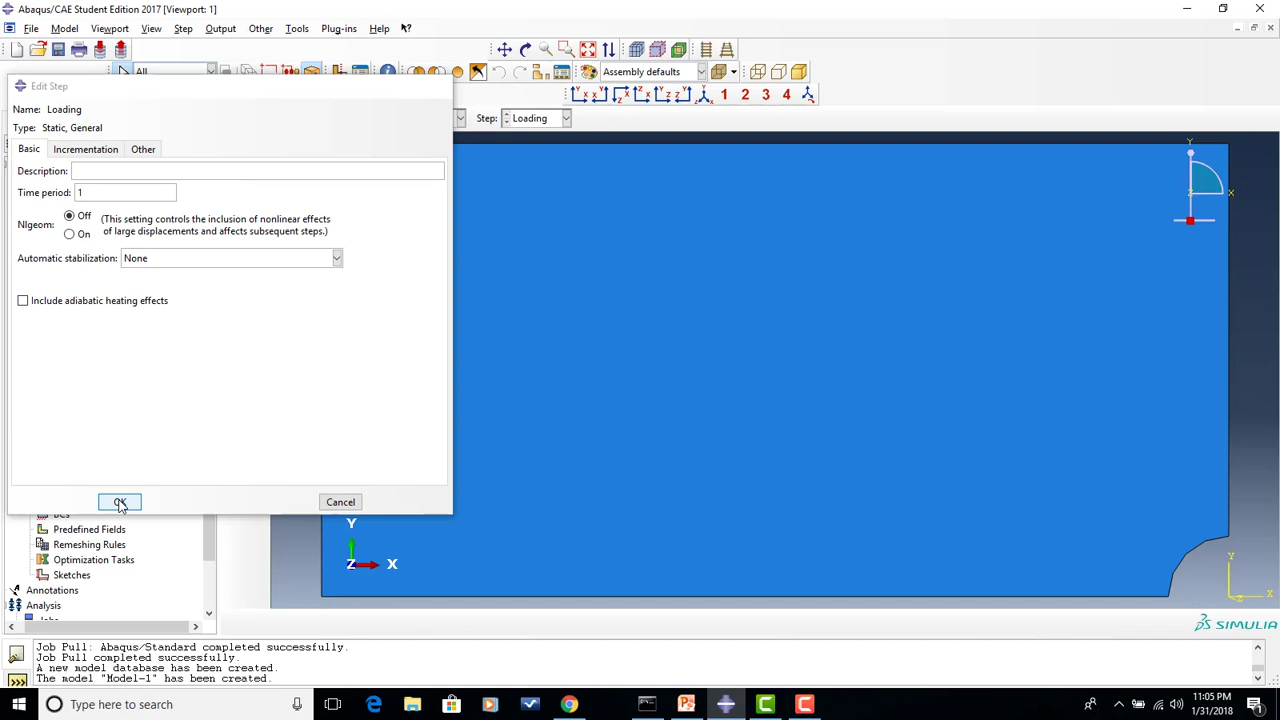 Abaqus/CAE Student Edition 2017 [Viewport: 1]
File Model Viewport View Step Output Other Tools Plug-ins Help
All
Assembly defaults
1 2 3 4
Edit Step
Name: Loading
Type: Static, General
Step: Loading
Basic Incrementation Other
Description:
Time period: 1
Nlgeom: Off (This setting controls the inclusion of nonlinear effects
On of large displacements and affects subsequent steps.)
Automatic stabilization: None
Include adiabatic heating effects
OK Cancel
BCs
Predefined Fields
Remeshing Rules
Optimization Tasks
Sketches
Annotations
Analysis
Jobs
Y
Z X
Y
Z X
Y
Z X
SIMULIA
Job Pull: Abaqus/Standard completed successfully.
Job Pull completed successfully.
A new model database has been created.
The model "Model-1" has been created.
Type here to search
11:05 PM
1/31/2018